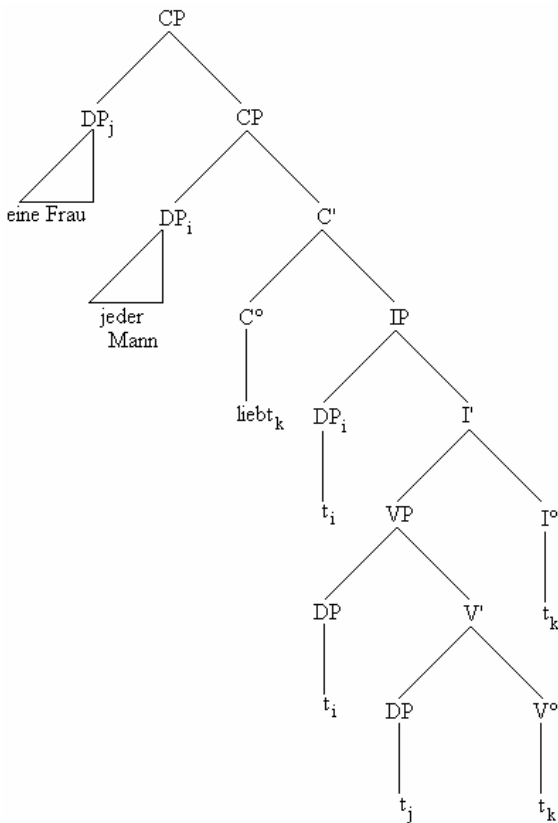 CP
DPj CP
eine Frau DPi C'
jeder
Mann C° IP
liebtk DPi I'
ti VP I°
DP V' tk
ti DP V°
tj tk